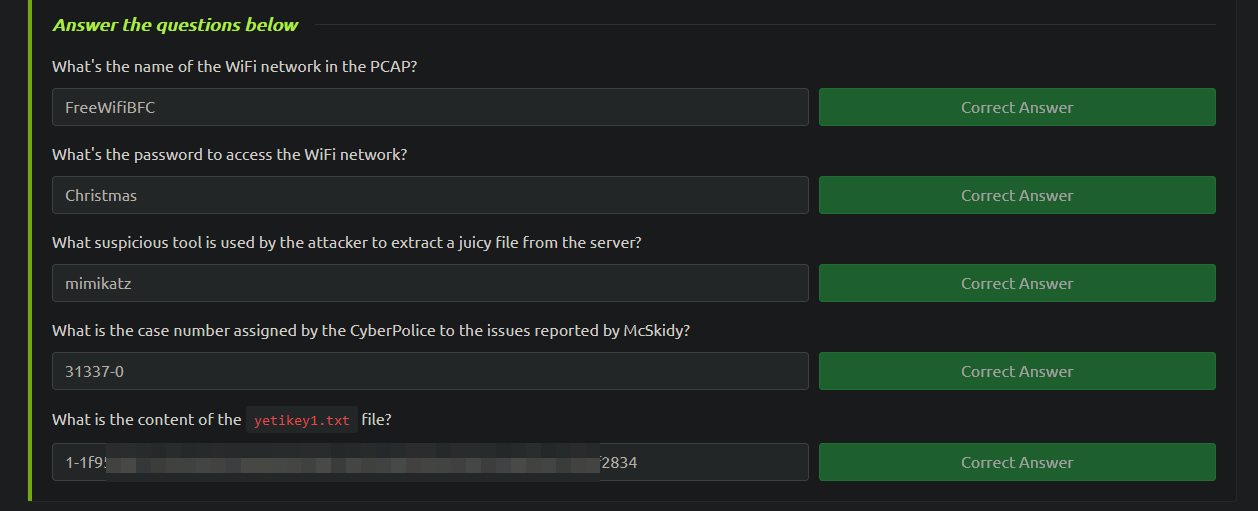 Answer the questions below
What's the name of the WiFi network in the PCAP?
FreeWifiBFC Correct Answer
What's the password to access the WiFi network?
Christmas Correct Answer
What suspicious tool is used by the attacker to extract a juicy file from the server?
mimikatz Correct Answer
What is the case number assigned by the CyberPolice to the issues reported by McSkidy?
31337-0 Correct Answer
What is the content of the yetikey1.txt file?
Correct Answer